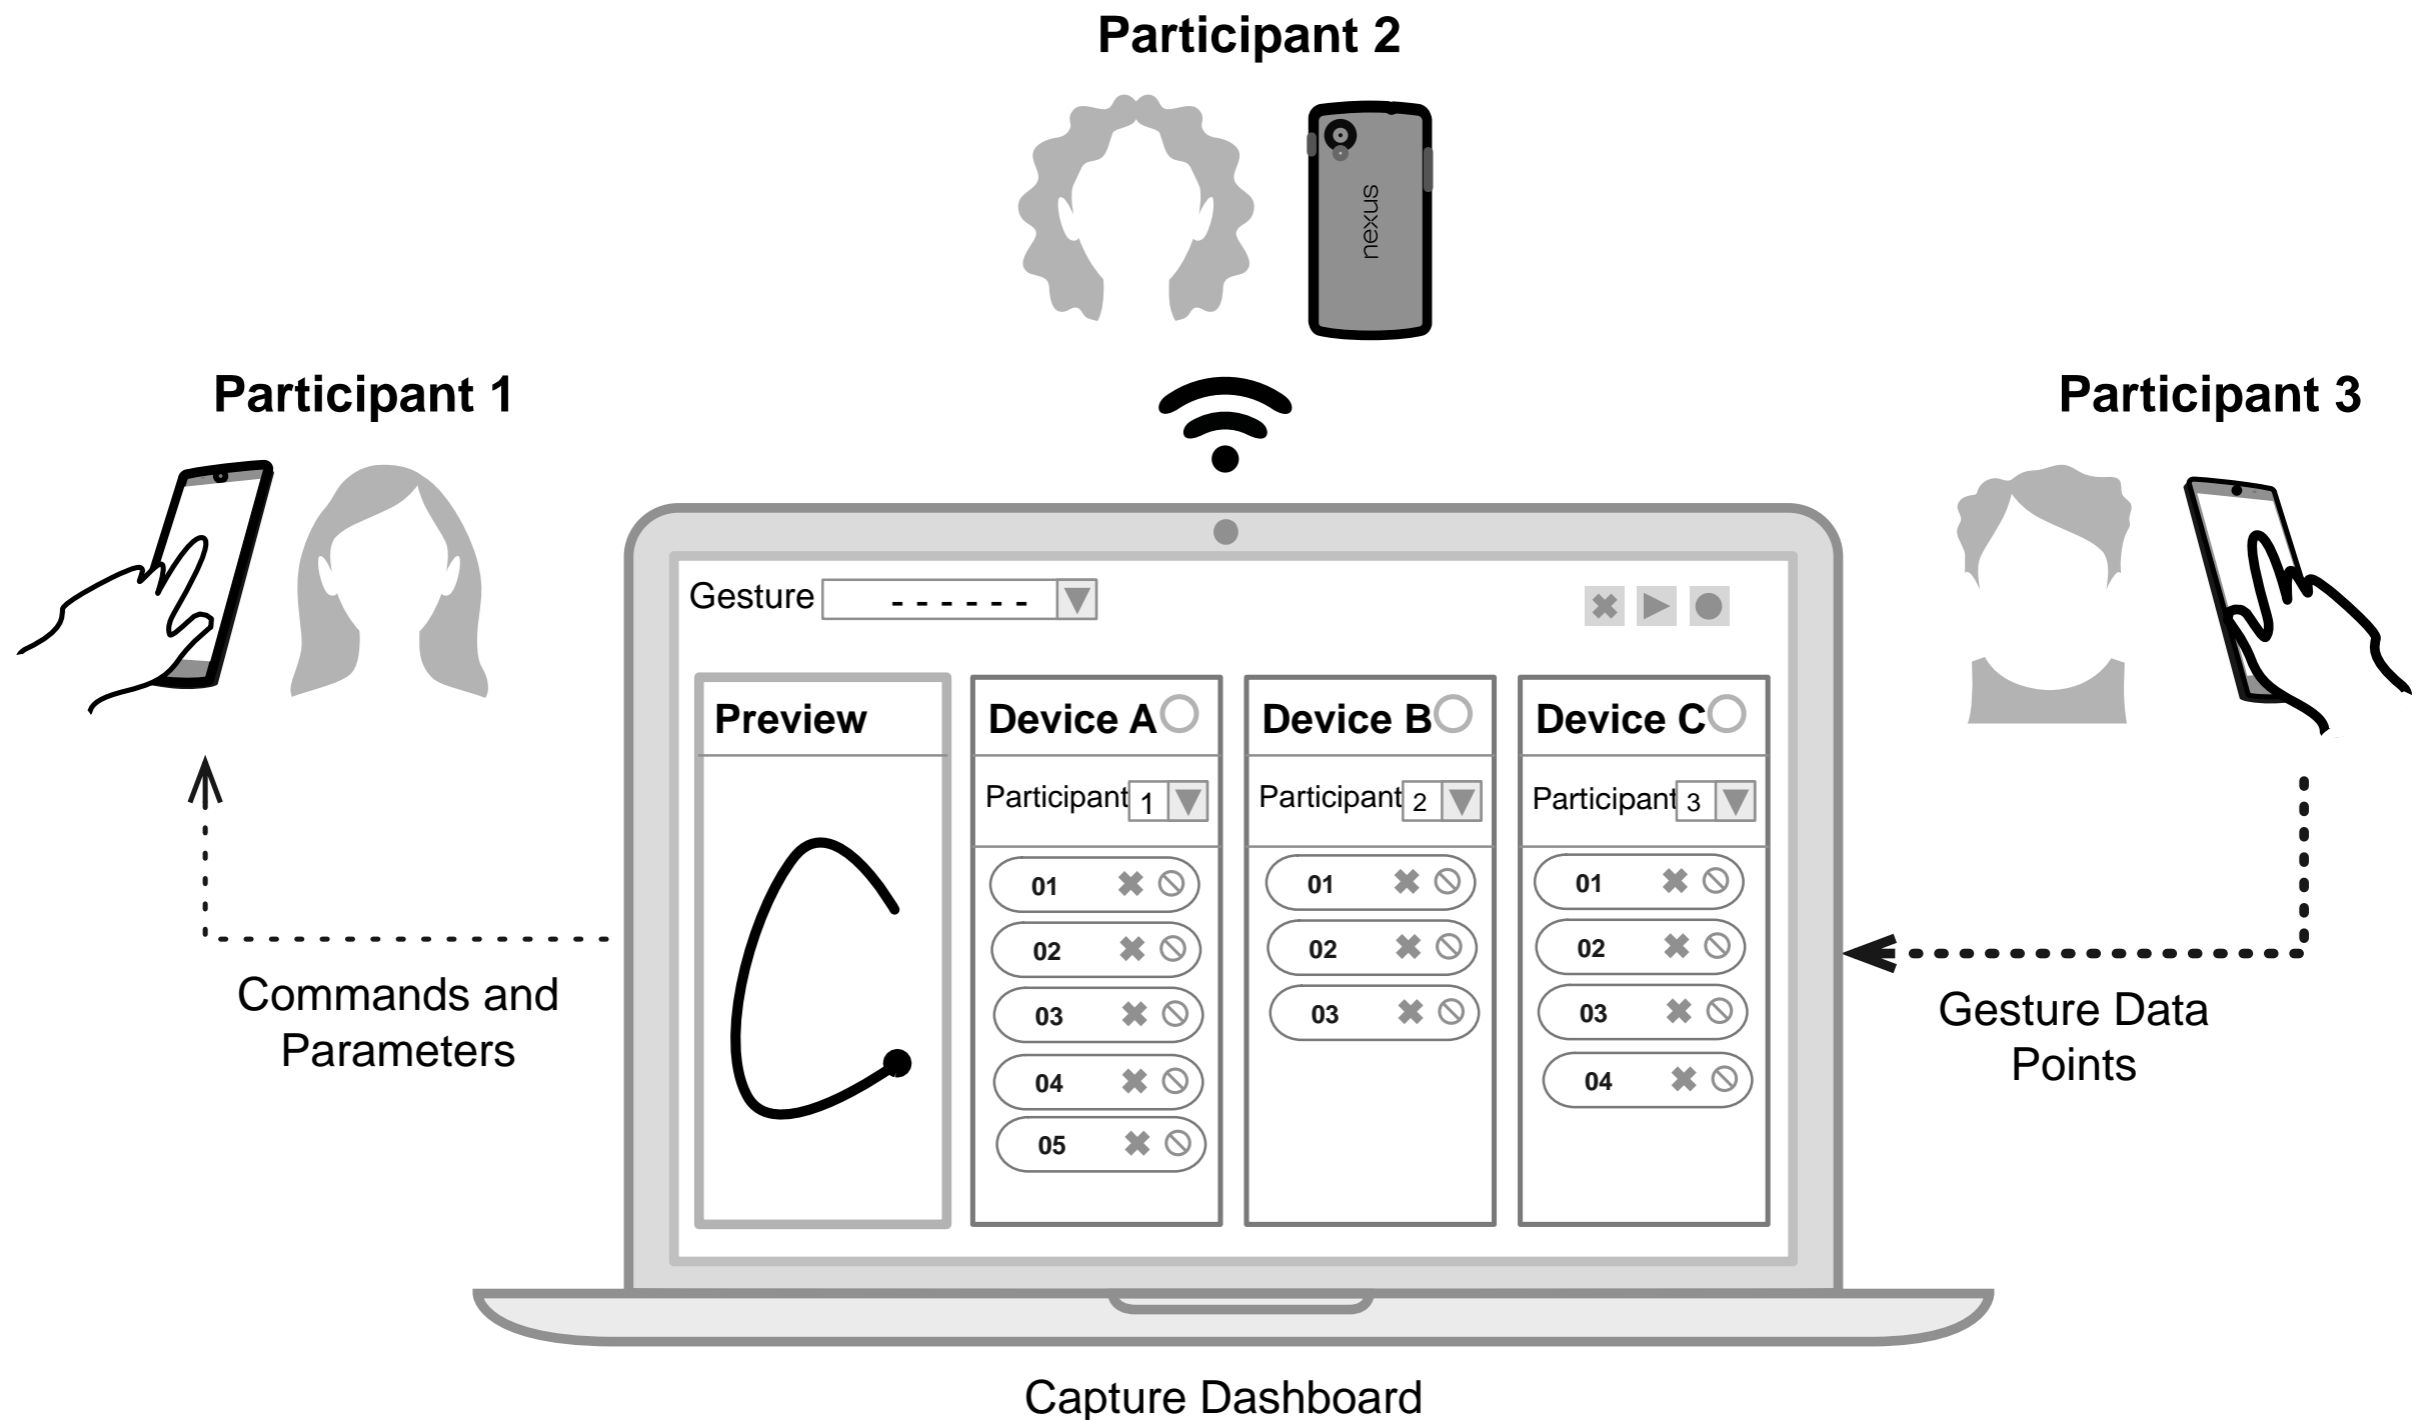 Participant 2
nexus
Participant 1
Participant 3
Gesture ------
Preview
Device A
Device B
Device C
Participant 1
Participant 2
Participant 3
01
02
03
04
05
01
02
03
01
02
03
04
Commands and
Parameters
Gesture Data
Points
Capture Dashboard